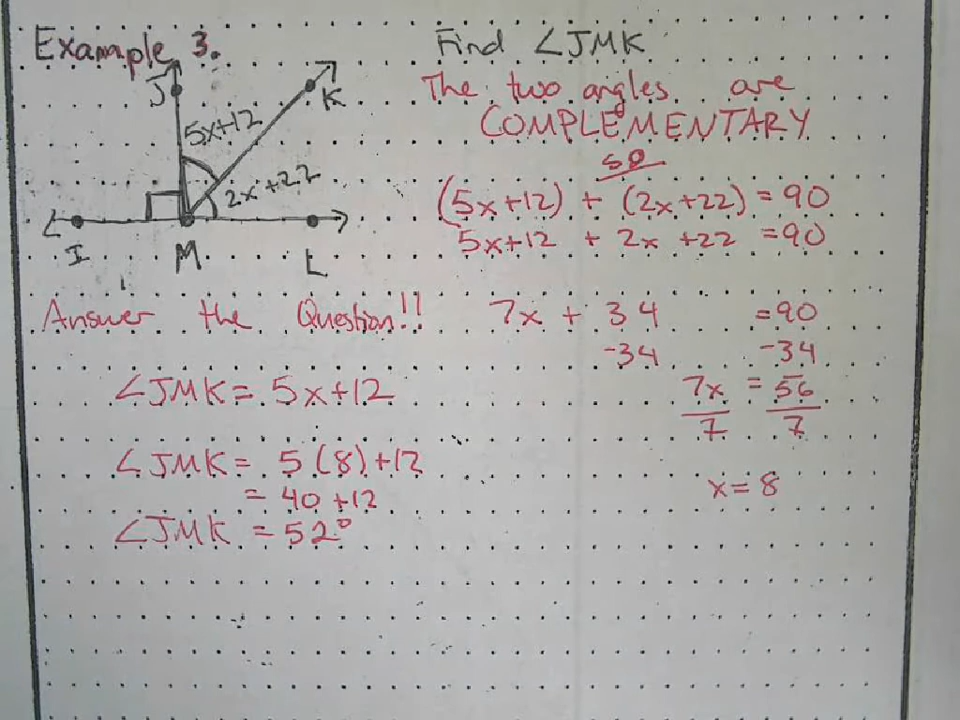 Example 3.
J
K
5x+12
2x+22
I
M
L
Find ∠JMK
The two angles are
COMPLEMENTARY
so
(5x+12) + (2x+22) = 90
5x+12 + 2x +22 = 90
7x + 34 = 90
-34 -34
7x = 56
7 7
x = 8
Answer the Question!!
∠JMK = 5x+12
∠JMK = 5(8)+12
= 40 +12
∠JMK = 52°